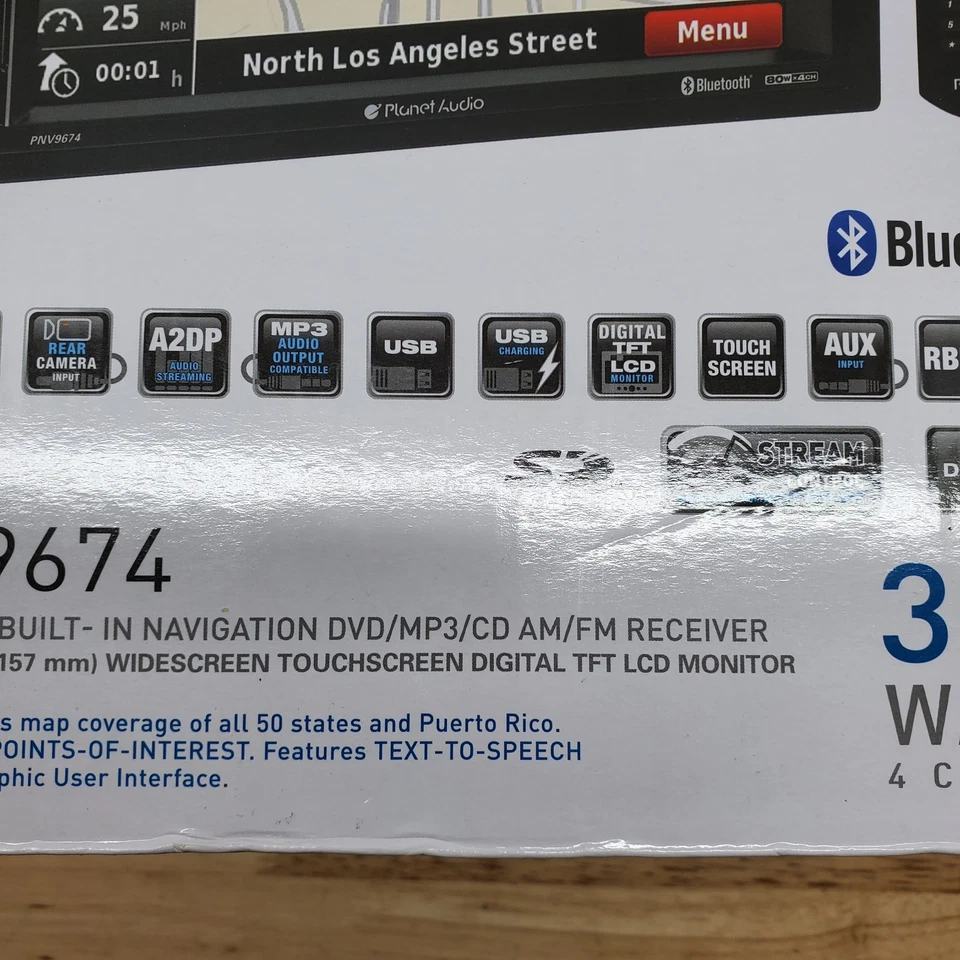 25 Mph
00:01 h
North Los Angeles Street
Menu
Planet Audio
Bluetooth
80W x 4CH
PNV9674
Blue
REAR
CAMERA
INPUT
A2DP
AUDIO
STREAMING
MP3
AUDIO
OUTPUT
COMPATIBLE
USB
USB
CHARGING
DIGITAL
TFT
LCD
MONITOR
TOUCH
SCREEN
AUX
INPUT
RB
STREAM
CONTROL
D
9674
BUILT- IN NAVIGATION DVD/MP3/CD AM/FM RECEIVER
157 mm) WIDESCREEN TOUCHSCREEN DIGITAL TFT LCD MONITOR
s map coverage of all 50 states and Puerto Rico.
POINTS-OF-INTEREST. Features TEXT-TO-SPEECH
phic User Interface.
3
W
4 C